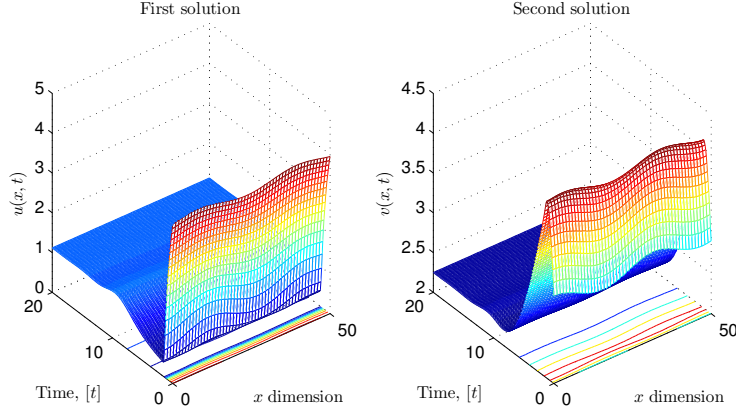 First solution
5
4
3
2
1
0
u(x, t)
20
10
0
Time, [t]
0
50
x dimension
Second solution
4.5
4
3.5
3
2.5
2
v(x, t)
20
10
0
Time, [t]
0
50
x dimension